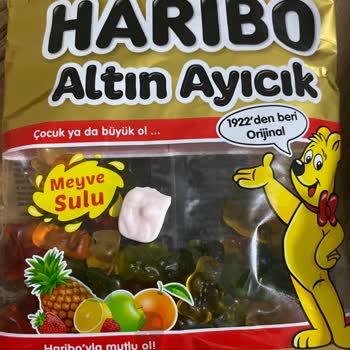 HARIBO
Altın Ayıcık
Çocuk ya da büyük ol ...
1922'den beri
Orijinal
Meyve
Sulu
Haribo'yla mutlu ol!